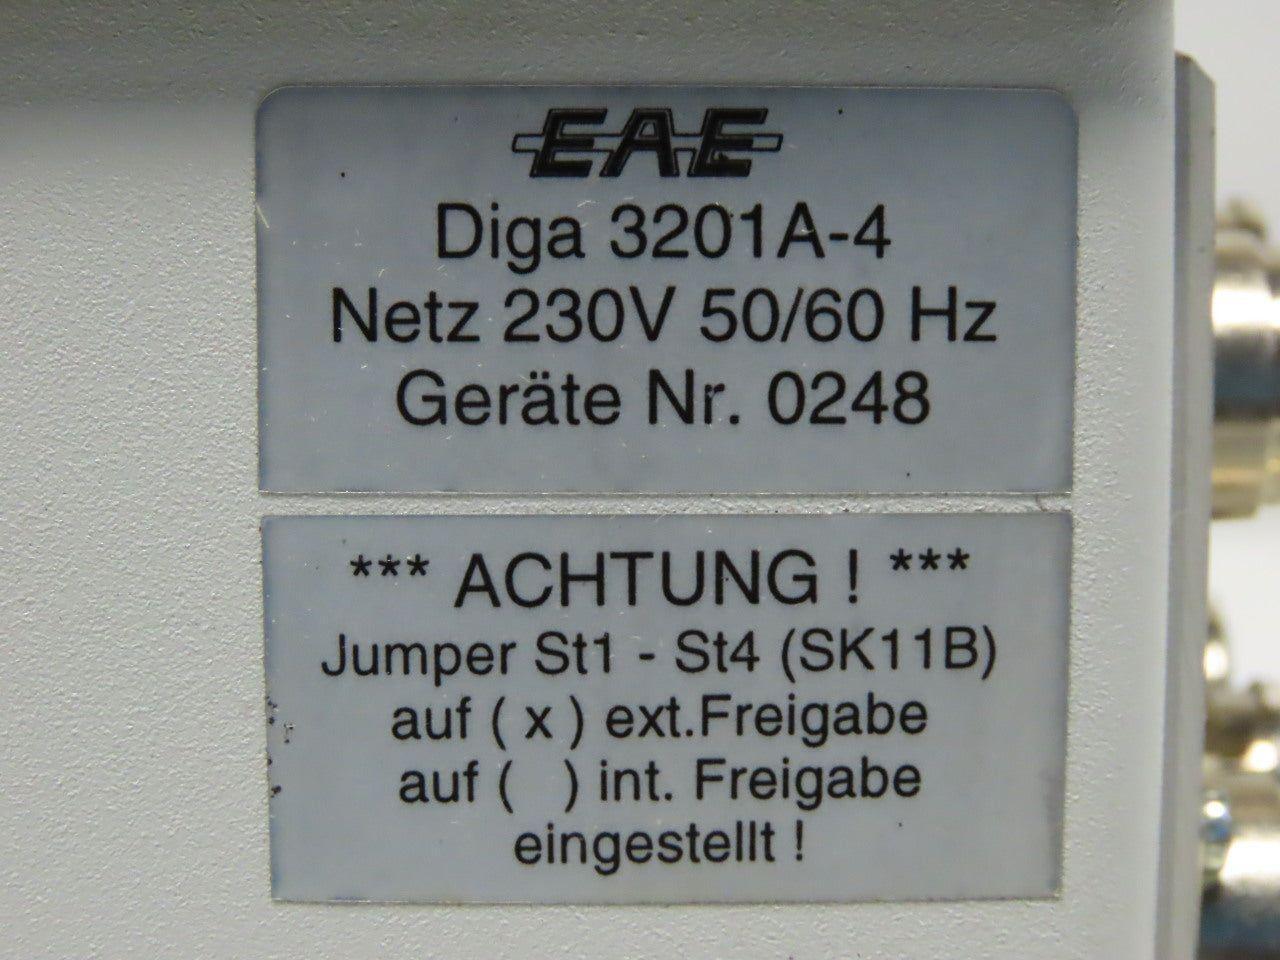 EAE
Diga 3201A-4
Netz 230V 50/60 Hz
Geräte Nr. 0248
*** ACHTUNG ! ***
Jumper St1 - St4 (SK11B)
auf ( x ) ext.Freigabe
auf (   ) int. Freigabe
eingestellt !